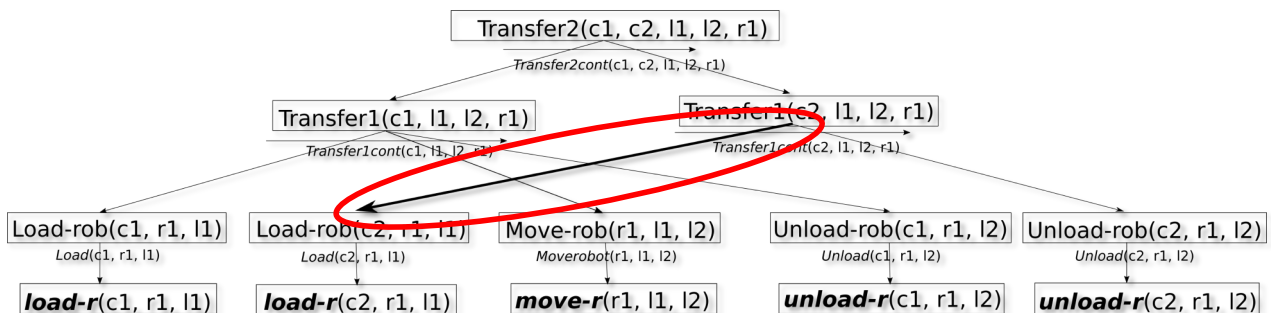 Transfer2(c1, c2, l1, l2, r1)
Transfer2cont(c1, c2, l1, l2, r1)
Transfer1(c1, l1, l2, r1)
Transfer1(c2, l1, l2, r1)
Transfer1cont(c1, l1, l2, r1)
Transfer1cont(c2, l1, l2, r1)
Load-rob(c1, r1, l1)
Load-rob(c2, r1, l1)
Move-rob(r1, l1, l2)
Unload-rob(c1, r1, l2)
Unload-rob(c2, r1, l2)
Load(c1, r1, l1)
Load(c2, r1, l1)
Moverobot(r1, l1, l2)
Unload(c1, r1, l2)
Unload(c2, r1, l2)
load-r(c1, r1, l1)
load-r(c2, r1, l1)
move-r(r1, l1, l2)
unload-r(c1, r1, l2)
unload-r(c2, r1, l2)